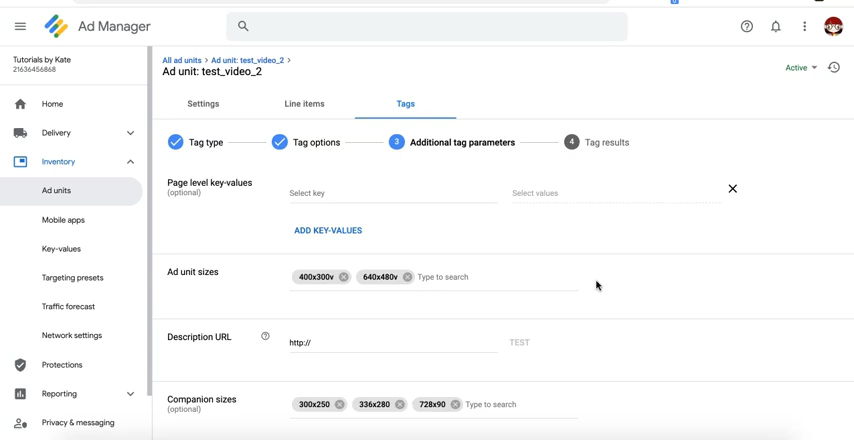 Ad Manager
Tutorials by Kate
21636456868
Home
Delivery
Inventory
Ad units
Mobile apps
Key-values
Targeting presets
Traffic forecast
Network settings
Protections
Reporting
Privacy & messaging
All ad units > Ad unit: test_video_2 >
Ad unit: test_video_2
Active
Settings Line items Tags
Tag type Tag options 3 Additional tag parameters 4 Tag results
Page level key-values
(optional)
Select key Select values
ADD KEY-VALUES
Ad unit sizes
400x300v 640x480v Type to search
Description URL
http:// TEST
Companion sizes
(optional)
300x250 336x280 728x90 Type to search